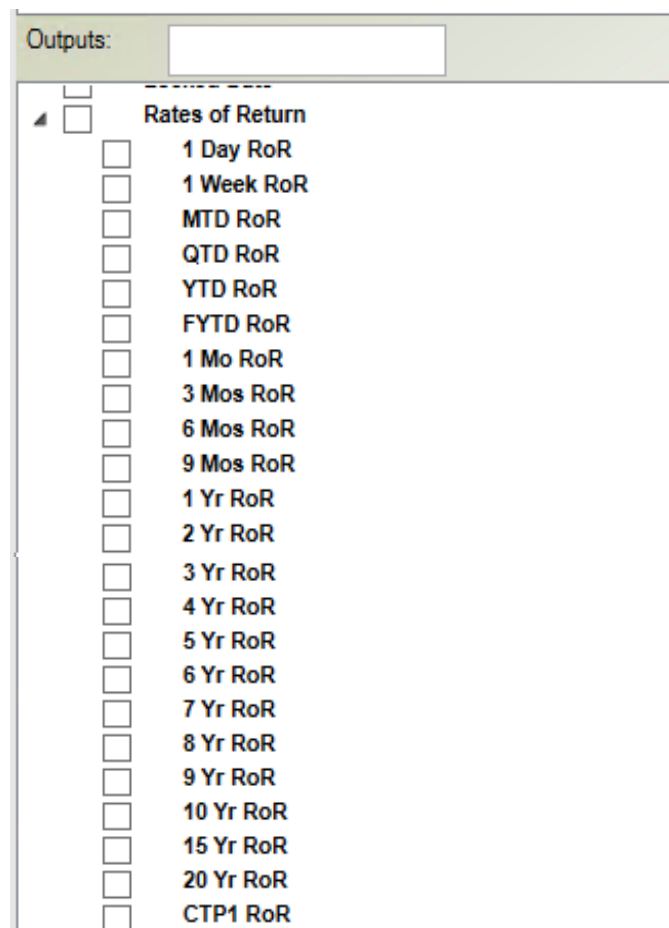 Outputs:
Rates of Return
1 Day RoR
1 Week RoR
MTD RoR
QTD RoR
YTD RoR
FYTD RoR
1 Mo RoR
3 Mos RoR
6 Mos RoR
9 Mos RoR
1 Yr RoR
2 Yr RoR
3 Yr RoR
4 Yr RoR
5 Yr RoR
6 Yr RoR
7 Yr RoR
8 Yr RoR
9 Yr RoR
10 Yr RoR
15 Yr RoR
20 Yr RoR
CTP1 RoR